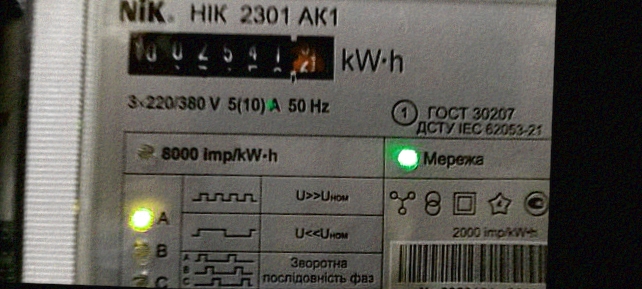 NiK НІК 2301 АК1
kW·h
3×220/380 V 5(10) A 50 Hz
1 ГОСТ 30207
ДСТУ IEC 62053-21
8000 imp/kW·h
Мережа
A U>>Uном
2000 imp/kW·h
B U<<Uном
A
B
C
C Зворотна
послідовність фаз